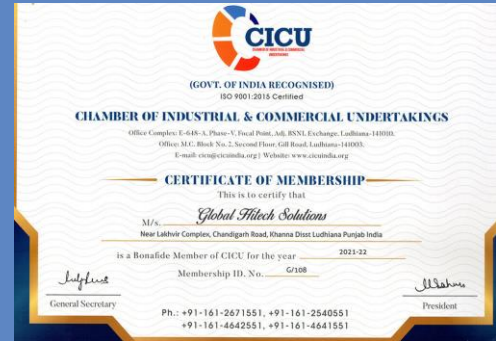 CICU
CHAMBER OF INDUSTRIAL & COMMERCIAL
UNDERTAKINGS
(GOVT. OF INDIA RECOGNISED)
ISO 9001:2015 Certified
CHAMBER OF INDUSTRIAL & COMMERCIAL UNDERTAKINGS
Office Complex: E-648-A, Phase-V, Focal Point, Adj. BSNL Exchange, Ludhiana-141010.
Office: M.C. Block No. 2, Second Floor, Gill Road, Ludhiana-141003.
E-mail: cicu@cicuindia.org | Website: www.cicuindia.org
CERTIFICATE OF MEMBERSHIP
This is to certify that
M/s. Global Hitech Solutions
Near Lakhvir Complex, Chandigarh Road, Khanna Disst Ludhiana Punjab India
is a Bonafide Member of CICU for the year 2021-22
Membership ID. No. G/108
General Secretary
President
Ph.: +91-161-2671551, +91-161-2540551
+91-161-4642551, +91-161-4641551